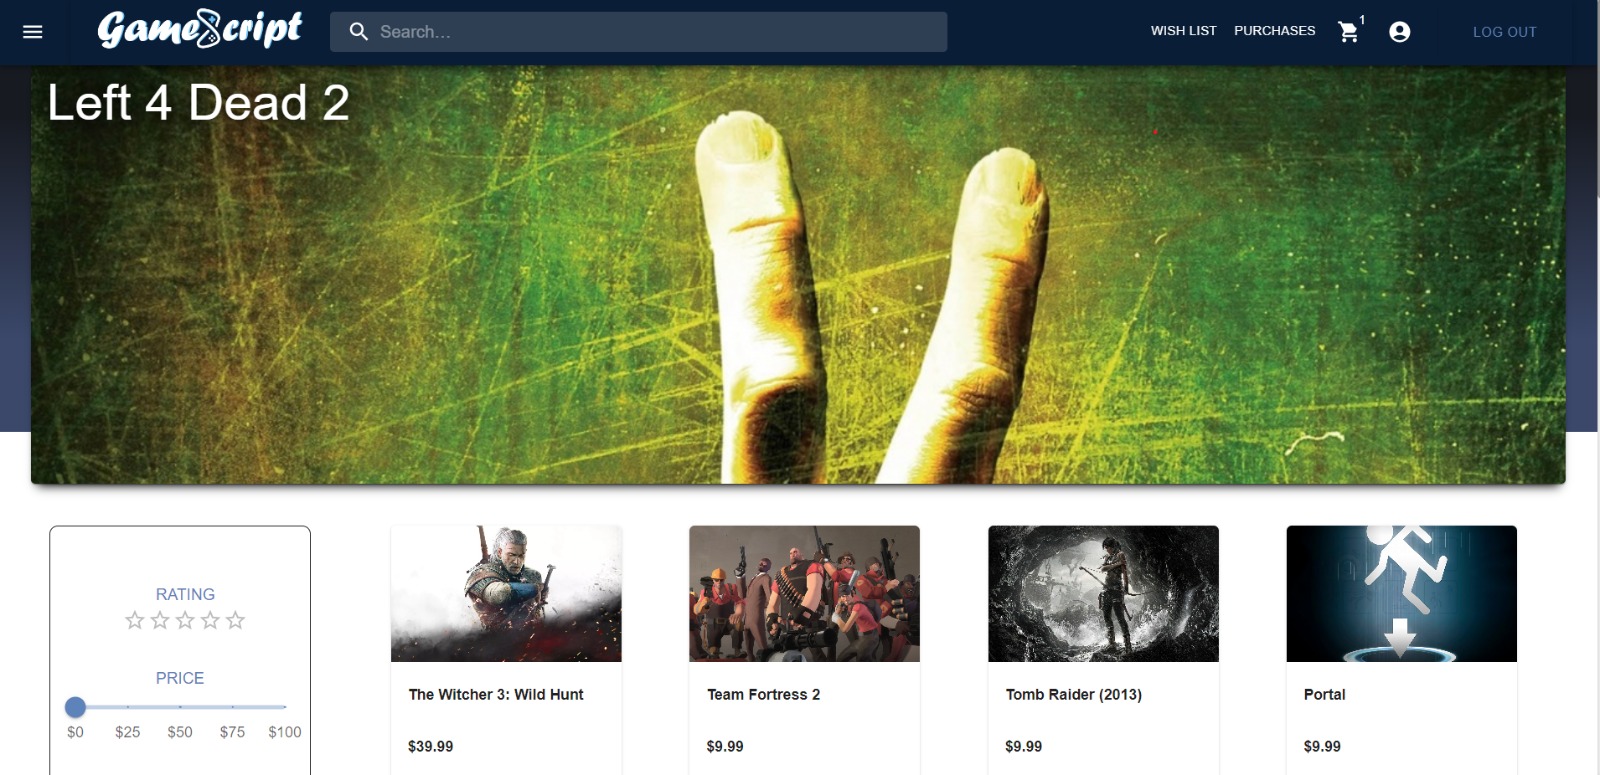 GameScript
Search...
WISH LIST
PURCHASES
1
LOG OUT
Left 4 Dead 2
RATING
PRICE
$0 $25 $50 $75 $100
The Witcher 3: Wild Hunt
$39.99
Team Fortress 2
$9.99
Tomb Raider (2013)
$9.99
Portal
$9.99